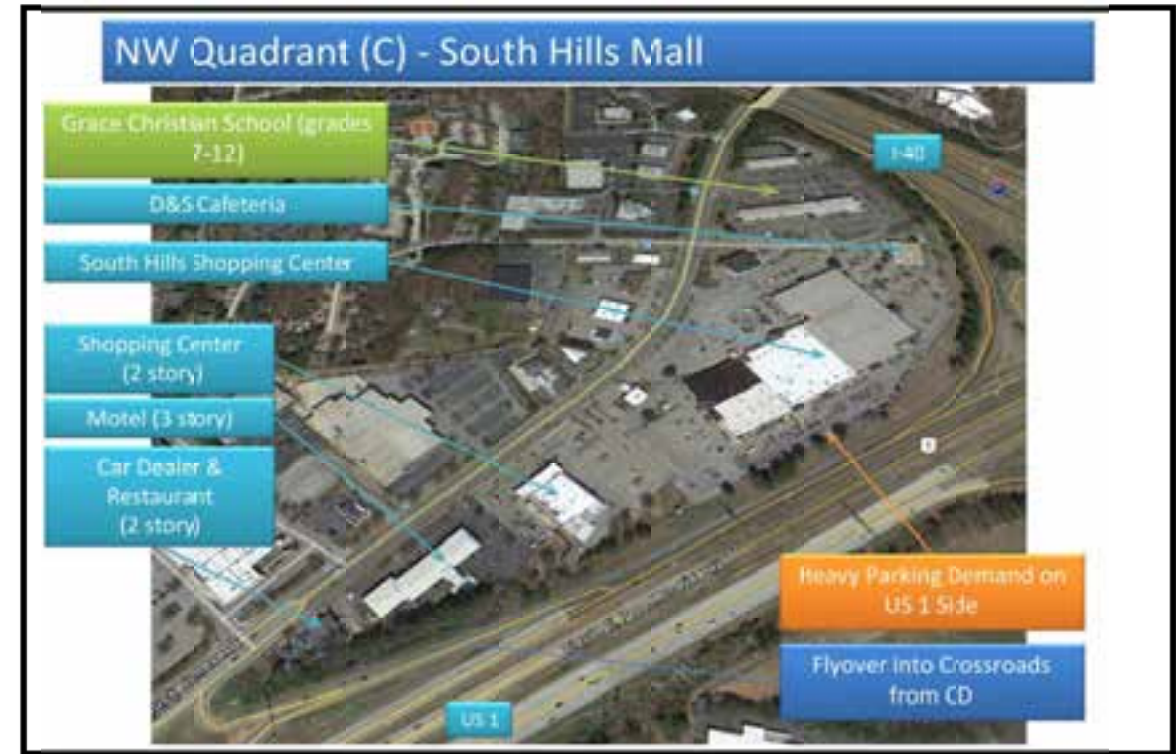 NW Quadrant (C) - South Hills Mall
Grace Christian School (grades
7-12)
I-40
D&S Cafeteria
South Hills Shopping Center
Shopping Center
(2 story)
Motel (3 story)
Car Dealer &
Restaurant
(2 story)
Heavy Parking Demand on
US 1 Side
Flyover into Crossroads
from CD
US 1